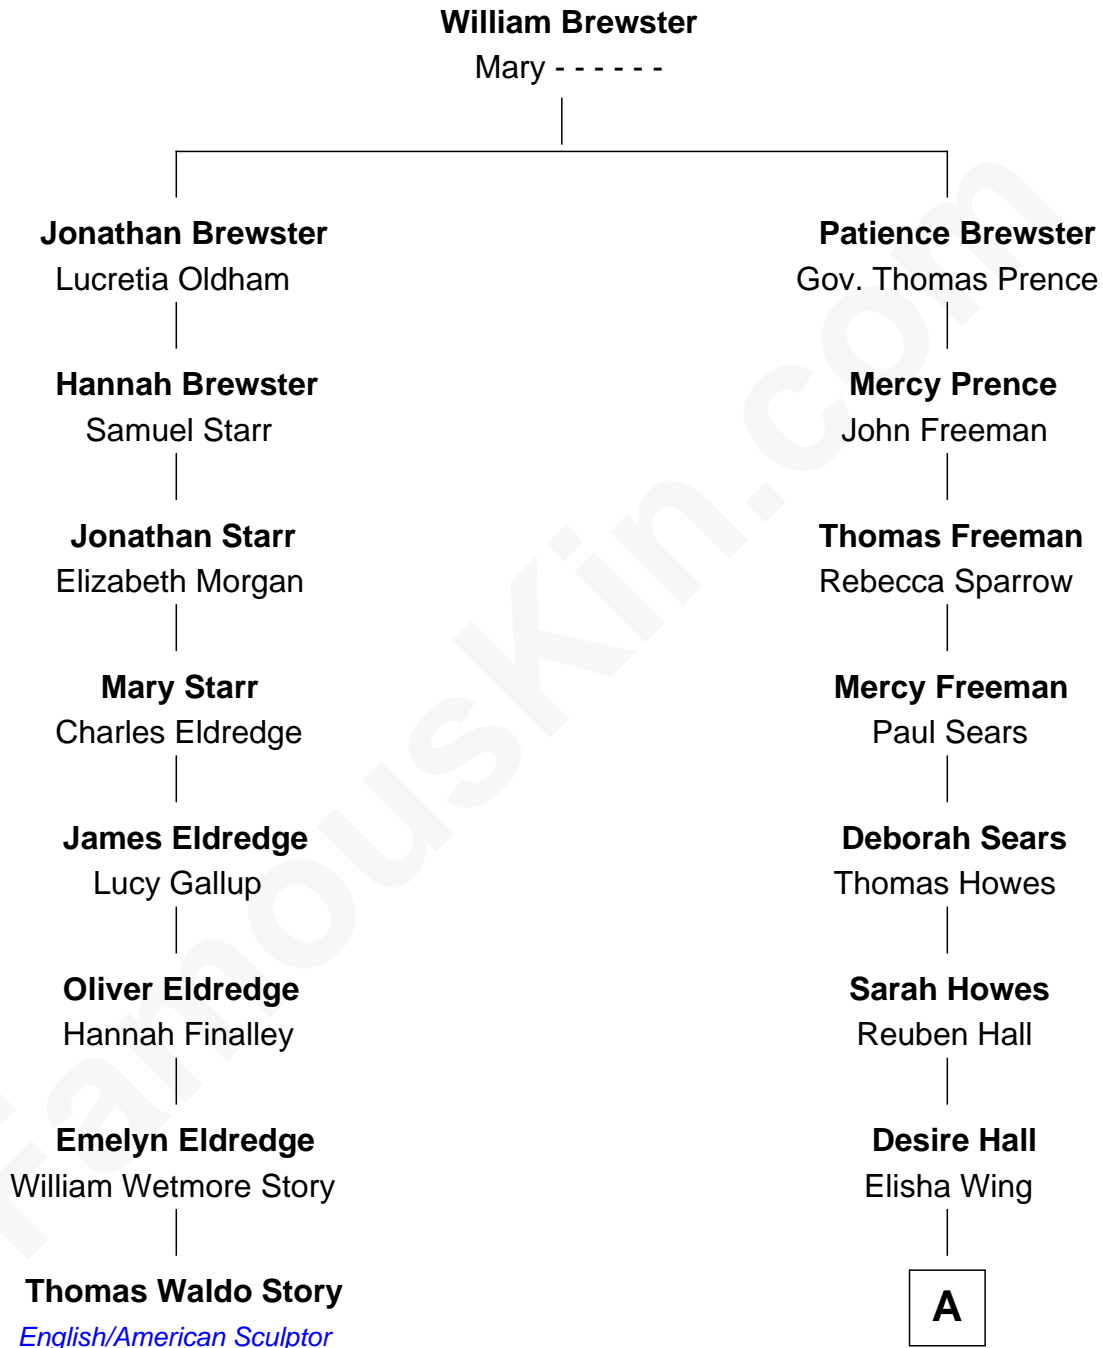 William Brewster
Mary - - - - - -
Jonathan Brewster
Lucretia Oldham
Patience Brewster
Gov. Thomas Prence
Hannah Brewster
Samuel Starr
Mercy Prence
John Freeman
Jonathan Starr
Elizabeth Morgan
Thomas Freeman
Rebecca Sparrow
Mary Starr
Charles Eldredge
Mercy Freeman
Paul Sears
James Eldredge
Lucy Gallup
Deborah Sears
Thomas Howes
Oliver Eldredge
Hannah Finalley
Sarah Howes
Reuben Hall
Emelyn Eldredge
William Wetmore Story
Desire Hall
Elisha Wing
Thomas Waldo Story
English/American Sculptor
A
FamousKin.com